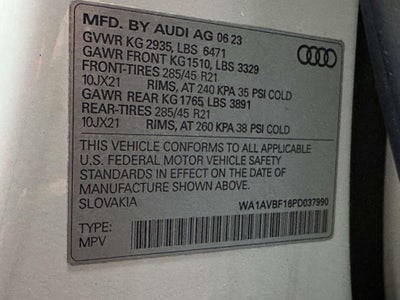 MFD. BY AUDI AG 06 23
GVWR KG 2935, LBS 6471
GAWR FRONT KG1510, LBS 3329
FRONT-TIRES 285/45 R21
10JX21 RIMS, AT 240 KPA 35 PSI COLD
GAWR REAR KG1765 LBS 3891
REAR-TIRES 285/45 R21
10JX21 RIMS, AT 260 KPA 38 PSI COLD
THIS VEHICLE CONFORMS TO ALL APPLICABLE
U.S. FEDERAL MOTOR VEHICLE SAFETY
STANDARDS IN EFFECT ON THE DATE OF
MANUFACTURE SHOWN ABOVE.
SLOVAKIA WA1AVBF16PD037990
TYPE:
MPV